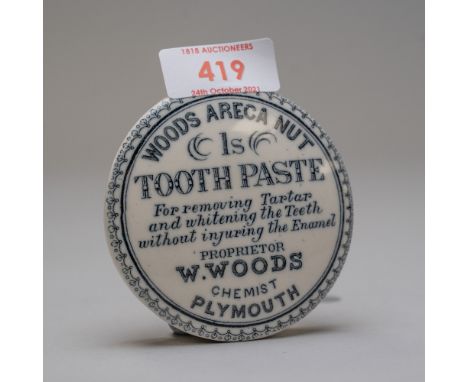 1818 AUCTIONEERS
419
24th October 2021
WOODS ARECA NUT
1s
TOOTH PASTE
For removing Tartar
and whitening the Teeth
without injuring the Enamel
PROPRIETOR
W. WOODS
CHEMIST
PLYMOUTH